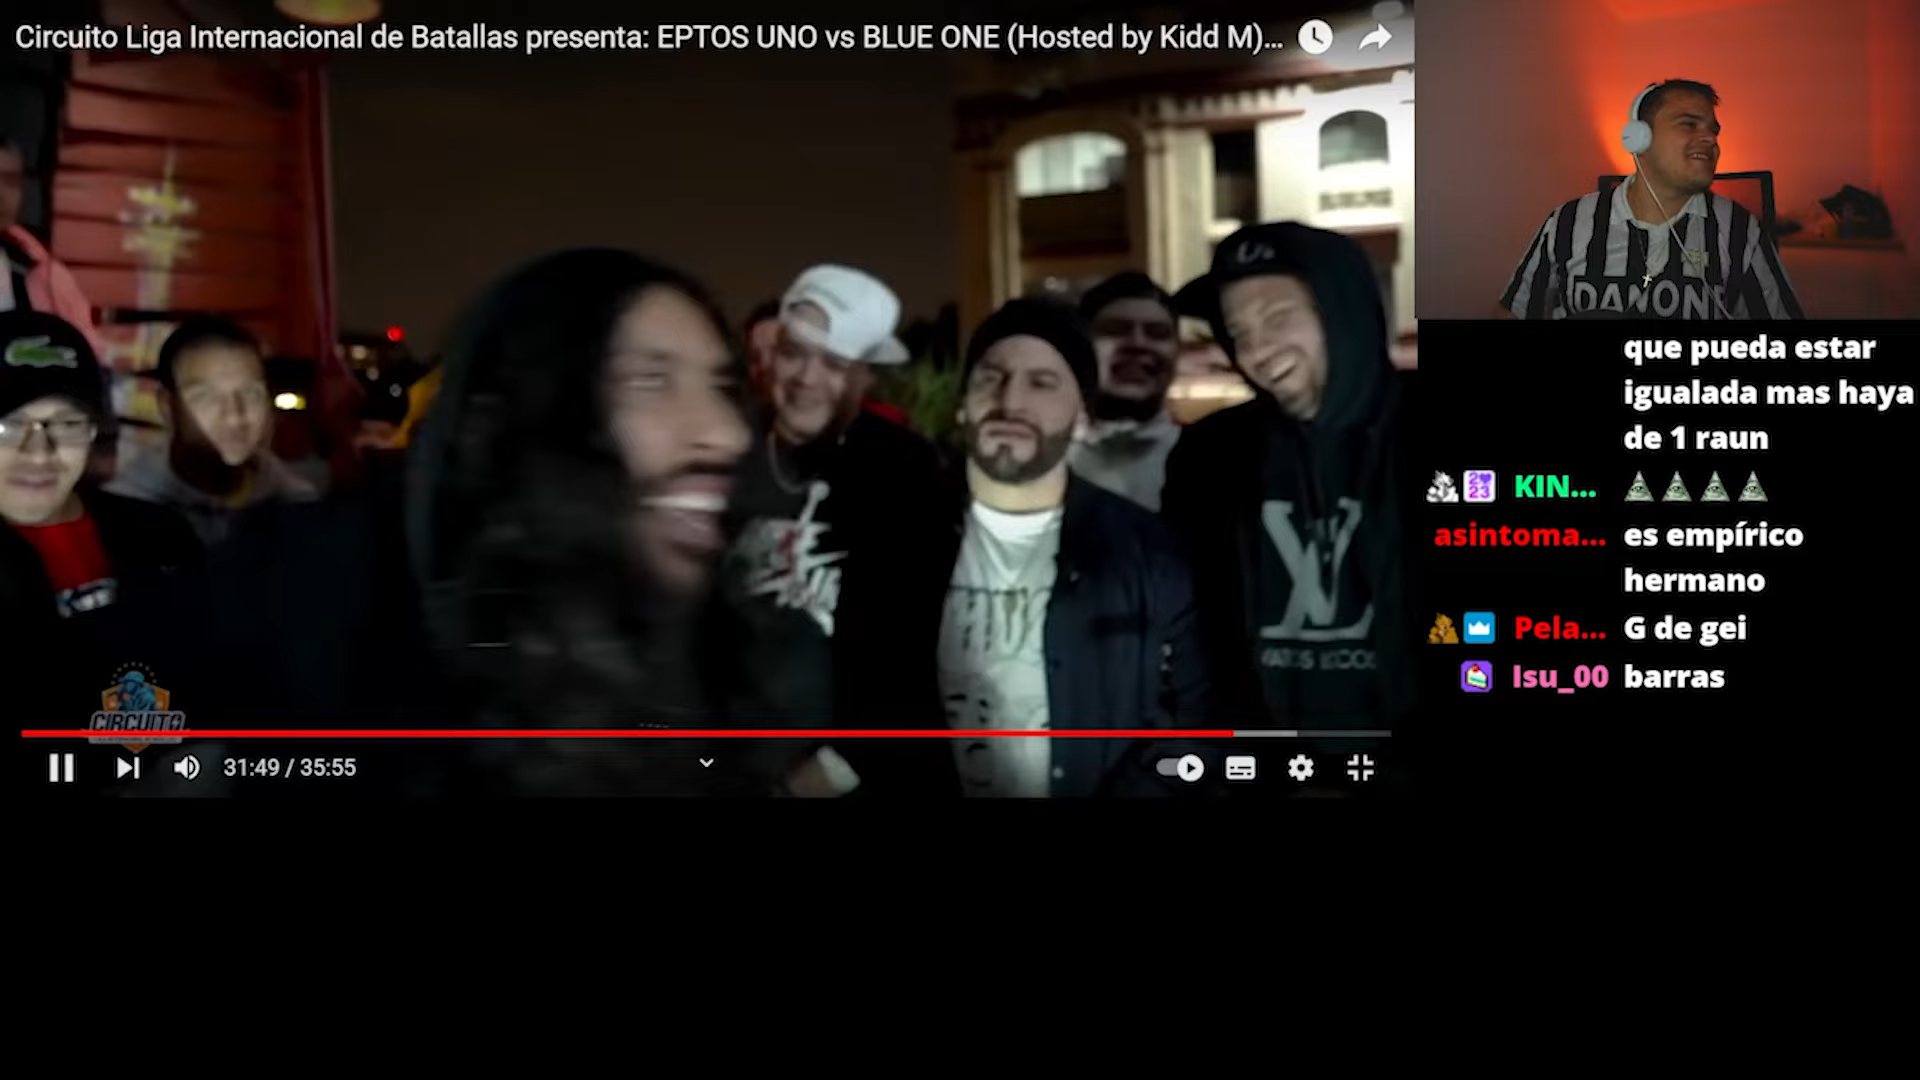 Circuito Liga Internacional de Batallas presenta: EPTOS UNO vs BLUE ONE (Hosted by Kidd M)...
DANONE
que pueda estar
igualada mas haya
de 1 raun
KIN...
asintoma... es empírico
hermano
Pela... G de gei
Isu_00 barras
CIRCUITO
31:49 / 35:55